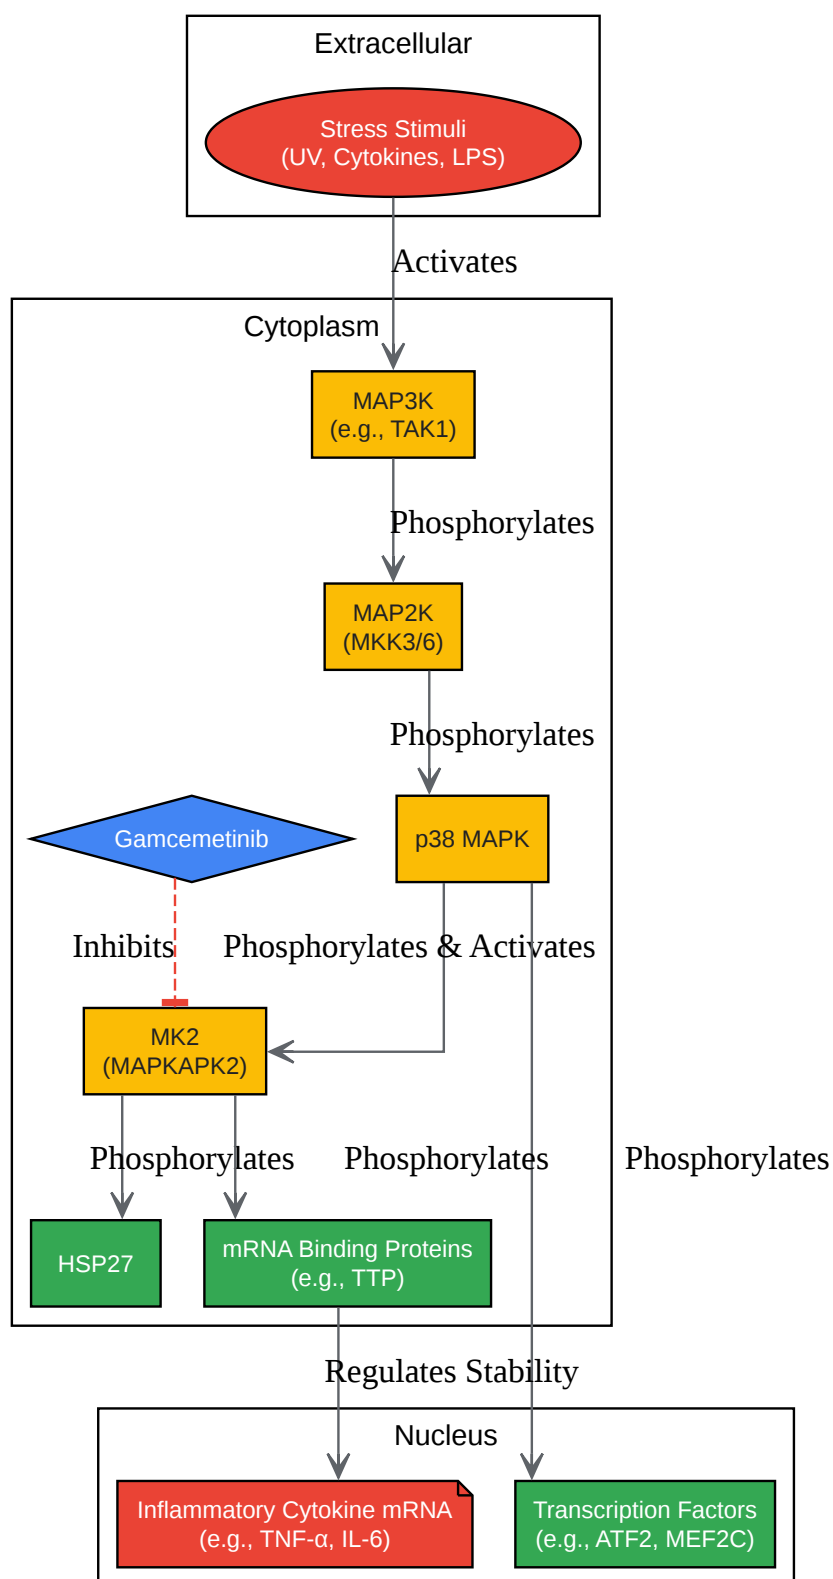 Extracellular
Stress Stimuli
(UV, Cytokines, LPS)
Activates
Cytoplasm
MAP3K
(e.g., TAK1)
Phosphorylates
MAP2K
(MKK3/6)
Phosphorylates
Gamcemetinib
p38 MAPK
Inhibits
Phosphorylates & Activates
MK2
(MAPKAPK2)
Phosphorylates
Phosphorylates
Phosphorylates
HSP27
mRNA Binding Proteins
(e.g., TTP)
Regulates Stability
Nucleus
Inflammatory Cytokine mRNA
(e.g., TNF-α, IL-6)
Transcription Factors
(e.g., ATF2, MEF2C)